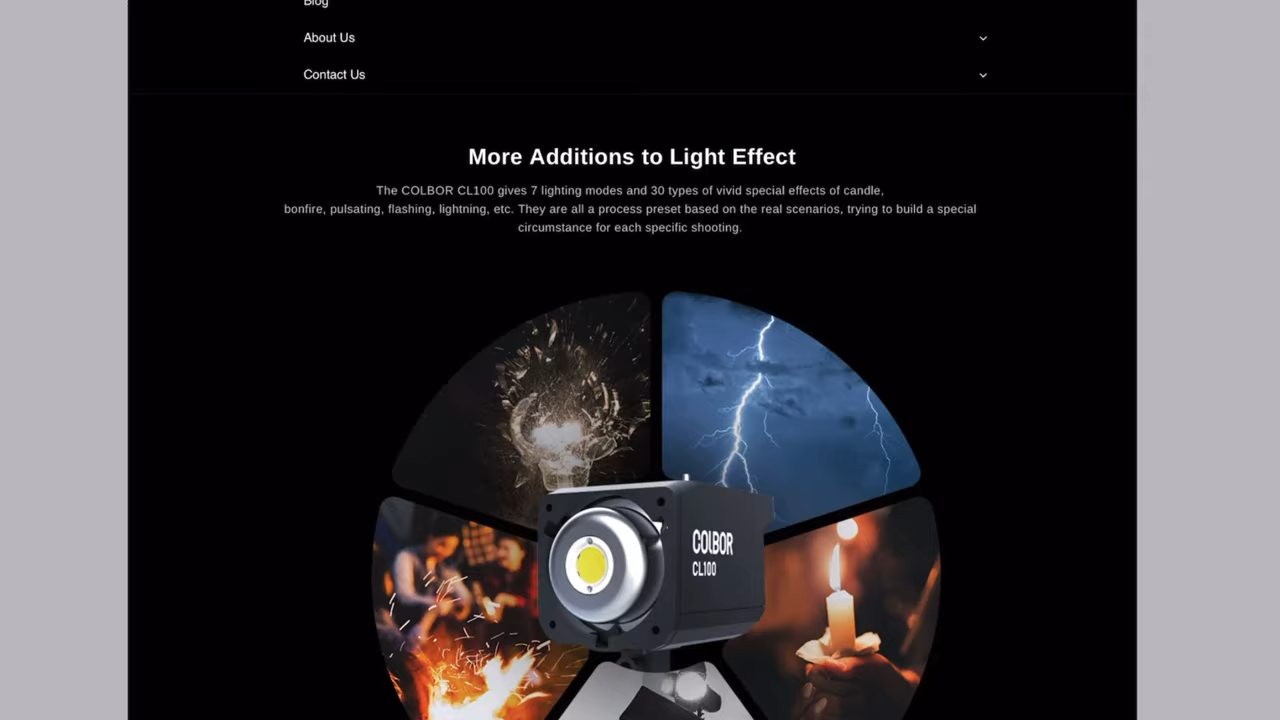 Blog
About Us
Contact Us
More Additions to Light Effect
The COLBOR CL100 gives 7 lighting modes and 30 types of vivid special effects of candle,
bonfire, pulsating, flashing, lightning, etc. They are all a process preset based on the real scenarios, trying to build a special
circumstance for each specific shooting.
COLBOR
CL100